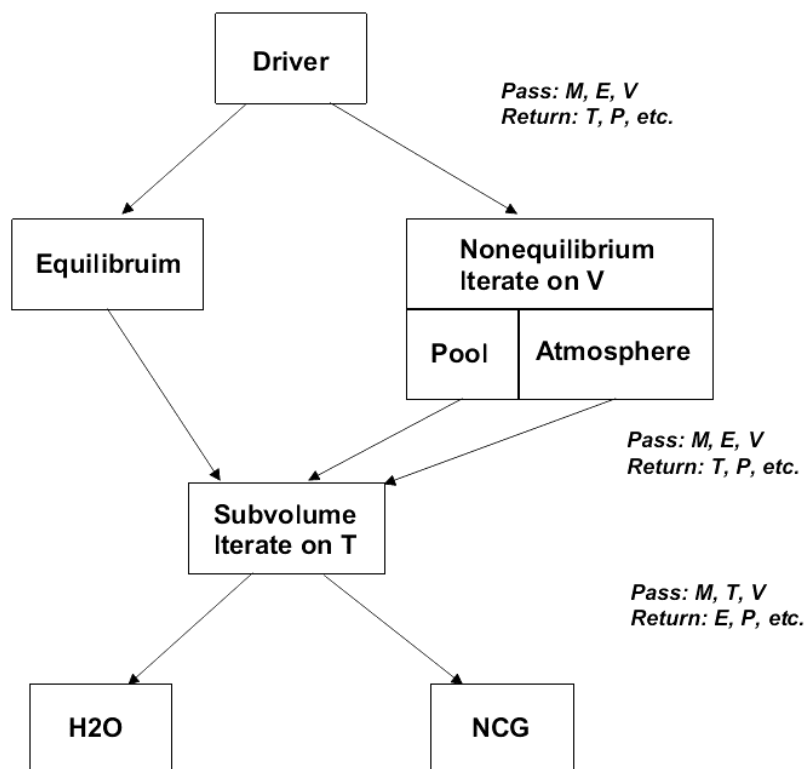 Driver
Pass: M, E, V
Return: T, P, etc.
Equilibruim
Nonequilibrium
Iterate on V
Pool
Atmosphere
Pass: M, E, V
Return: T, P, etc.
Subvolume
Iterate on T
Pass: M, T, V
Return: E, P, etc.
H2O
NCG